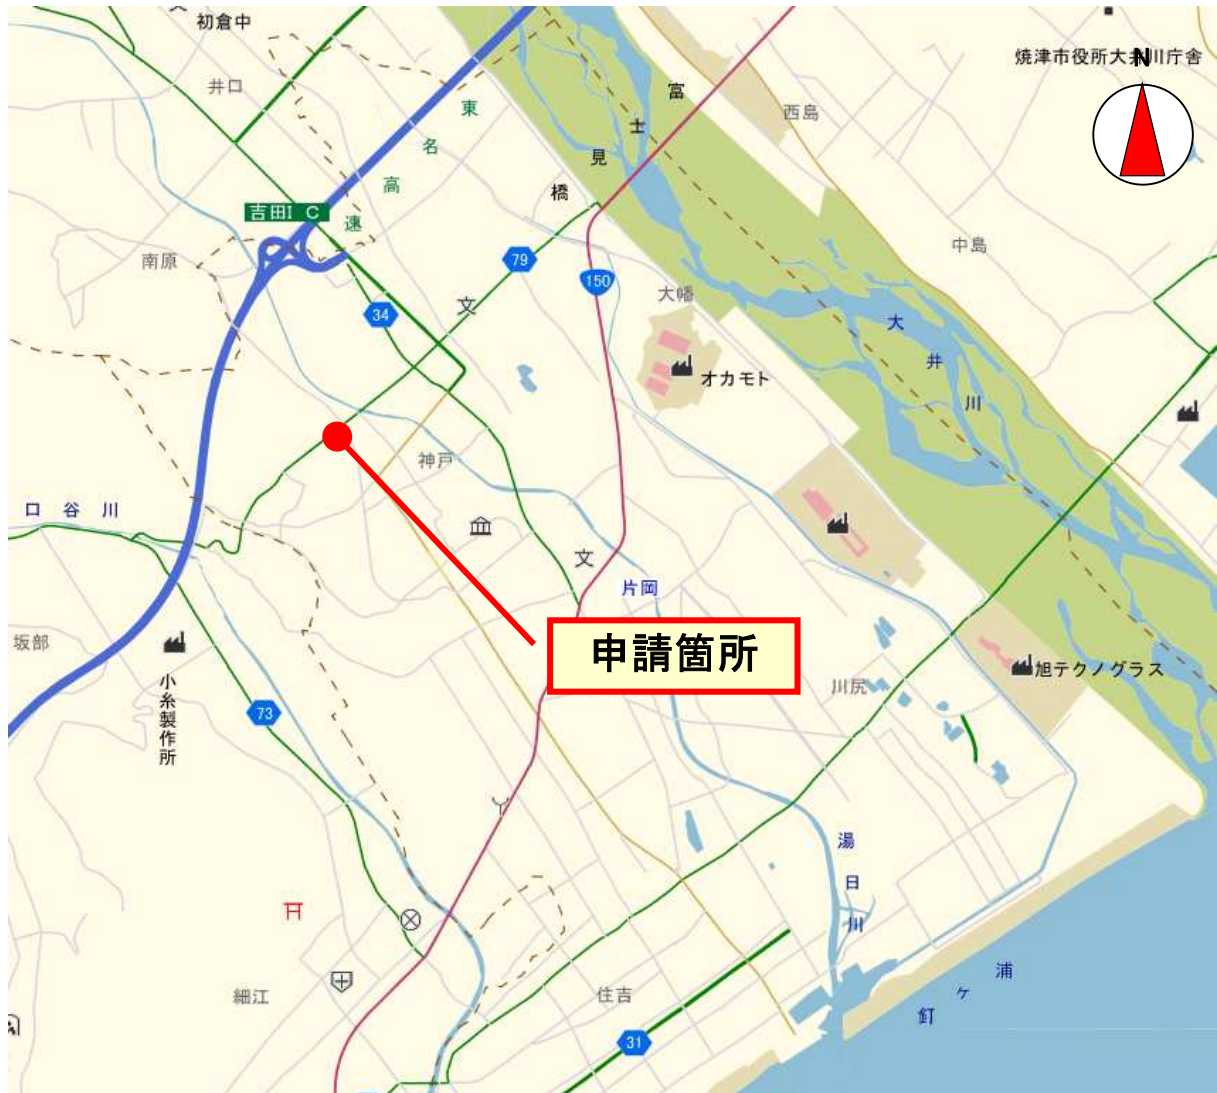 初倉中
焼津市役所大井川庁舎
N
井口
東名高速
富士見橋
西島
吉田I C
南原
中島
79
150
大幡
34
文
大井川
オカモト
神戸
口谷川
文
片岡
坂部
申請箇所
旭テクノグラス
川尻
小糸製作所
73
湯日川
釘ヶ浦
細江
住吉
31